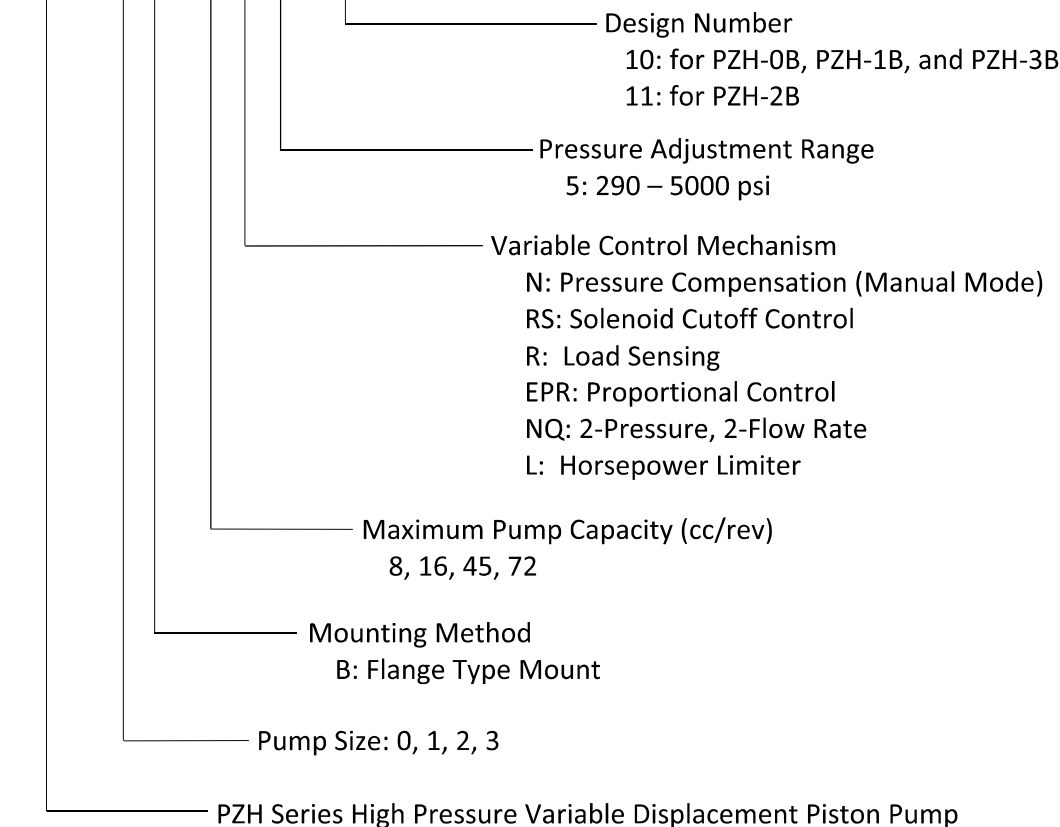 Design Number
10: for PZH-0B, PZH-1B, and PZH-3B
11: for PZH-2B
Pressure Adjustment Range
5: 290 – 5000 psi
Variable Control Mechanism
N: Pressure Compensation (Manual Mode)
RS: Solenoid Cutoff Control
R:  Load Sensing
EPR: Proportional Control
NQ: 2-Pressure, 2-Flow Rate
L:  Horsepower Limiter
Maximum Pump Capacity (cc/rev)
8, 16, 45, 72
Mounting Method
B: Flange Type Mount
Pump Size: 0, 1, 2, 3
PZH Series High Pressure Variable Displacement Piston Pump